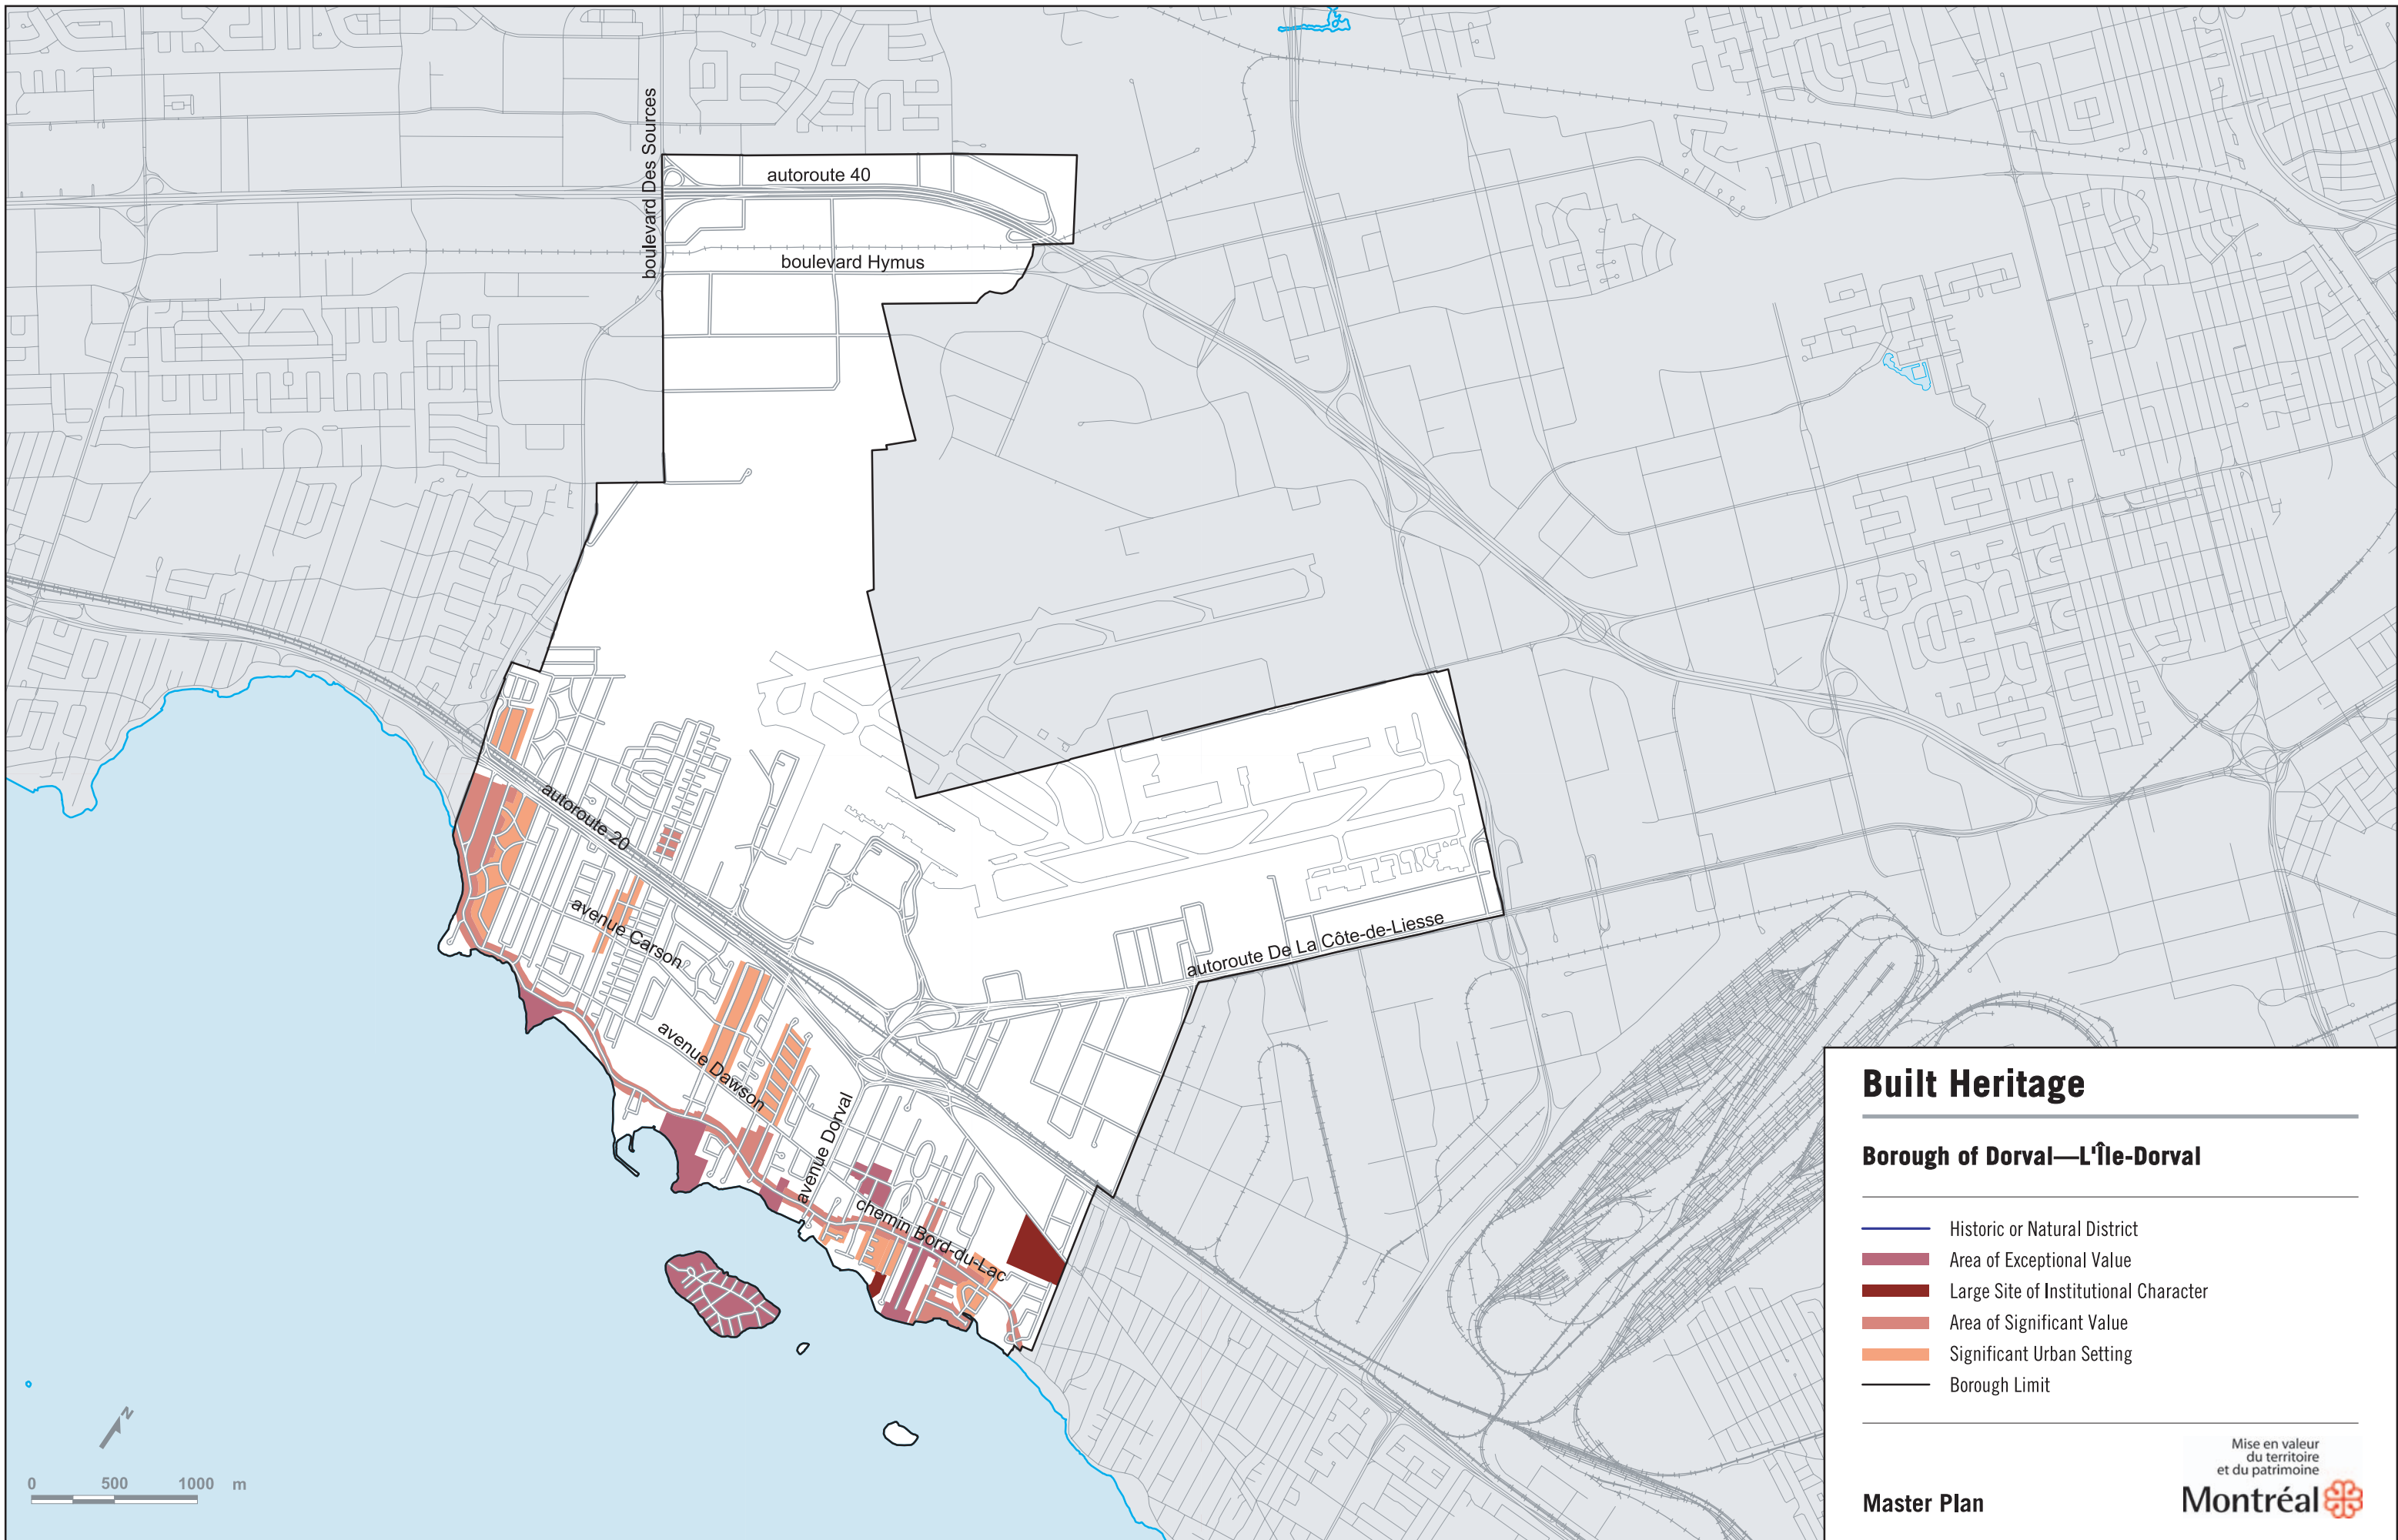 boulevard Des Sources
autoroute 40
boulevard Hymus
autoroute 20
avenue Carson
autoroute De La Côte-de-Liesse
avenue Dawson
avenue Dorval
chemin Bord-du-Lac
N
0 500 1000 m
Built Heritage
Borough of Dorval—L'Île-Dorval
Historic or Natural District
Area of Exceptional Value
Large Site of Institutional Character
Area of Significant Value
Significant Urban Setting
Borough Limit
Mise en valeur
du territoire
et du patrimoine
Master Plan
Montréal